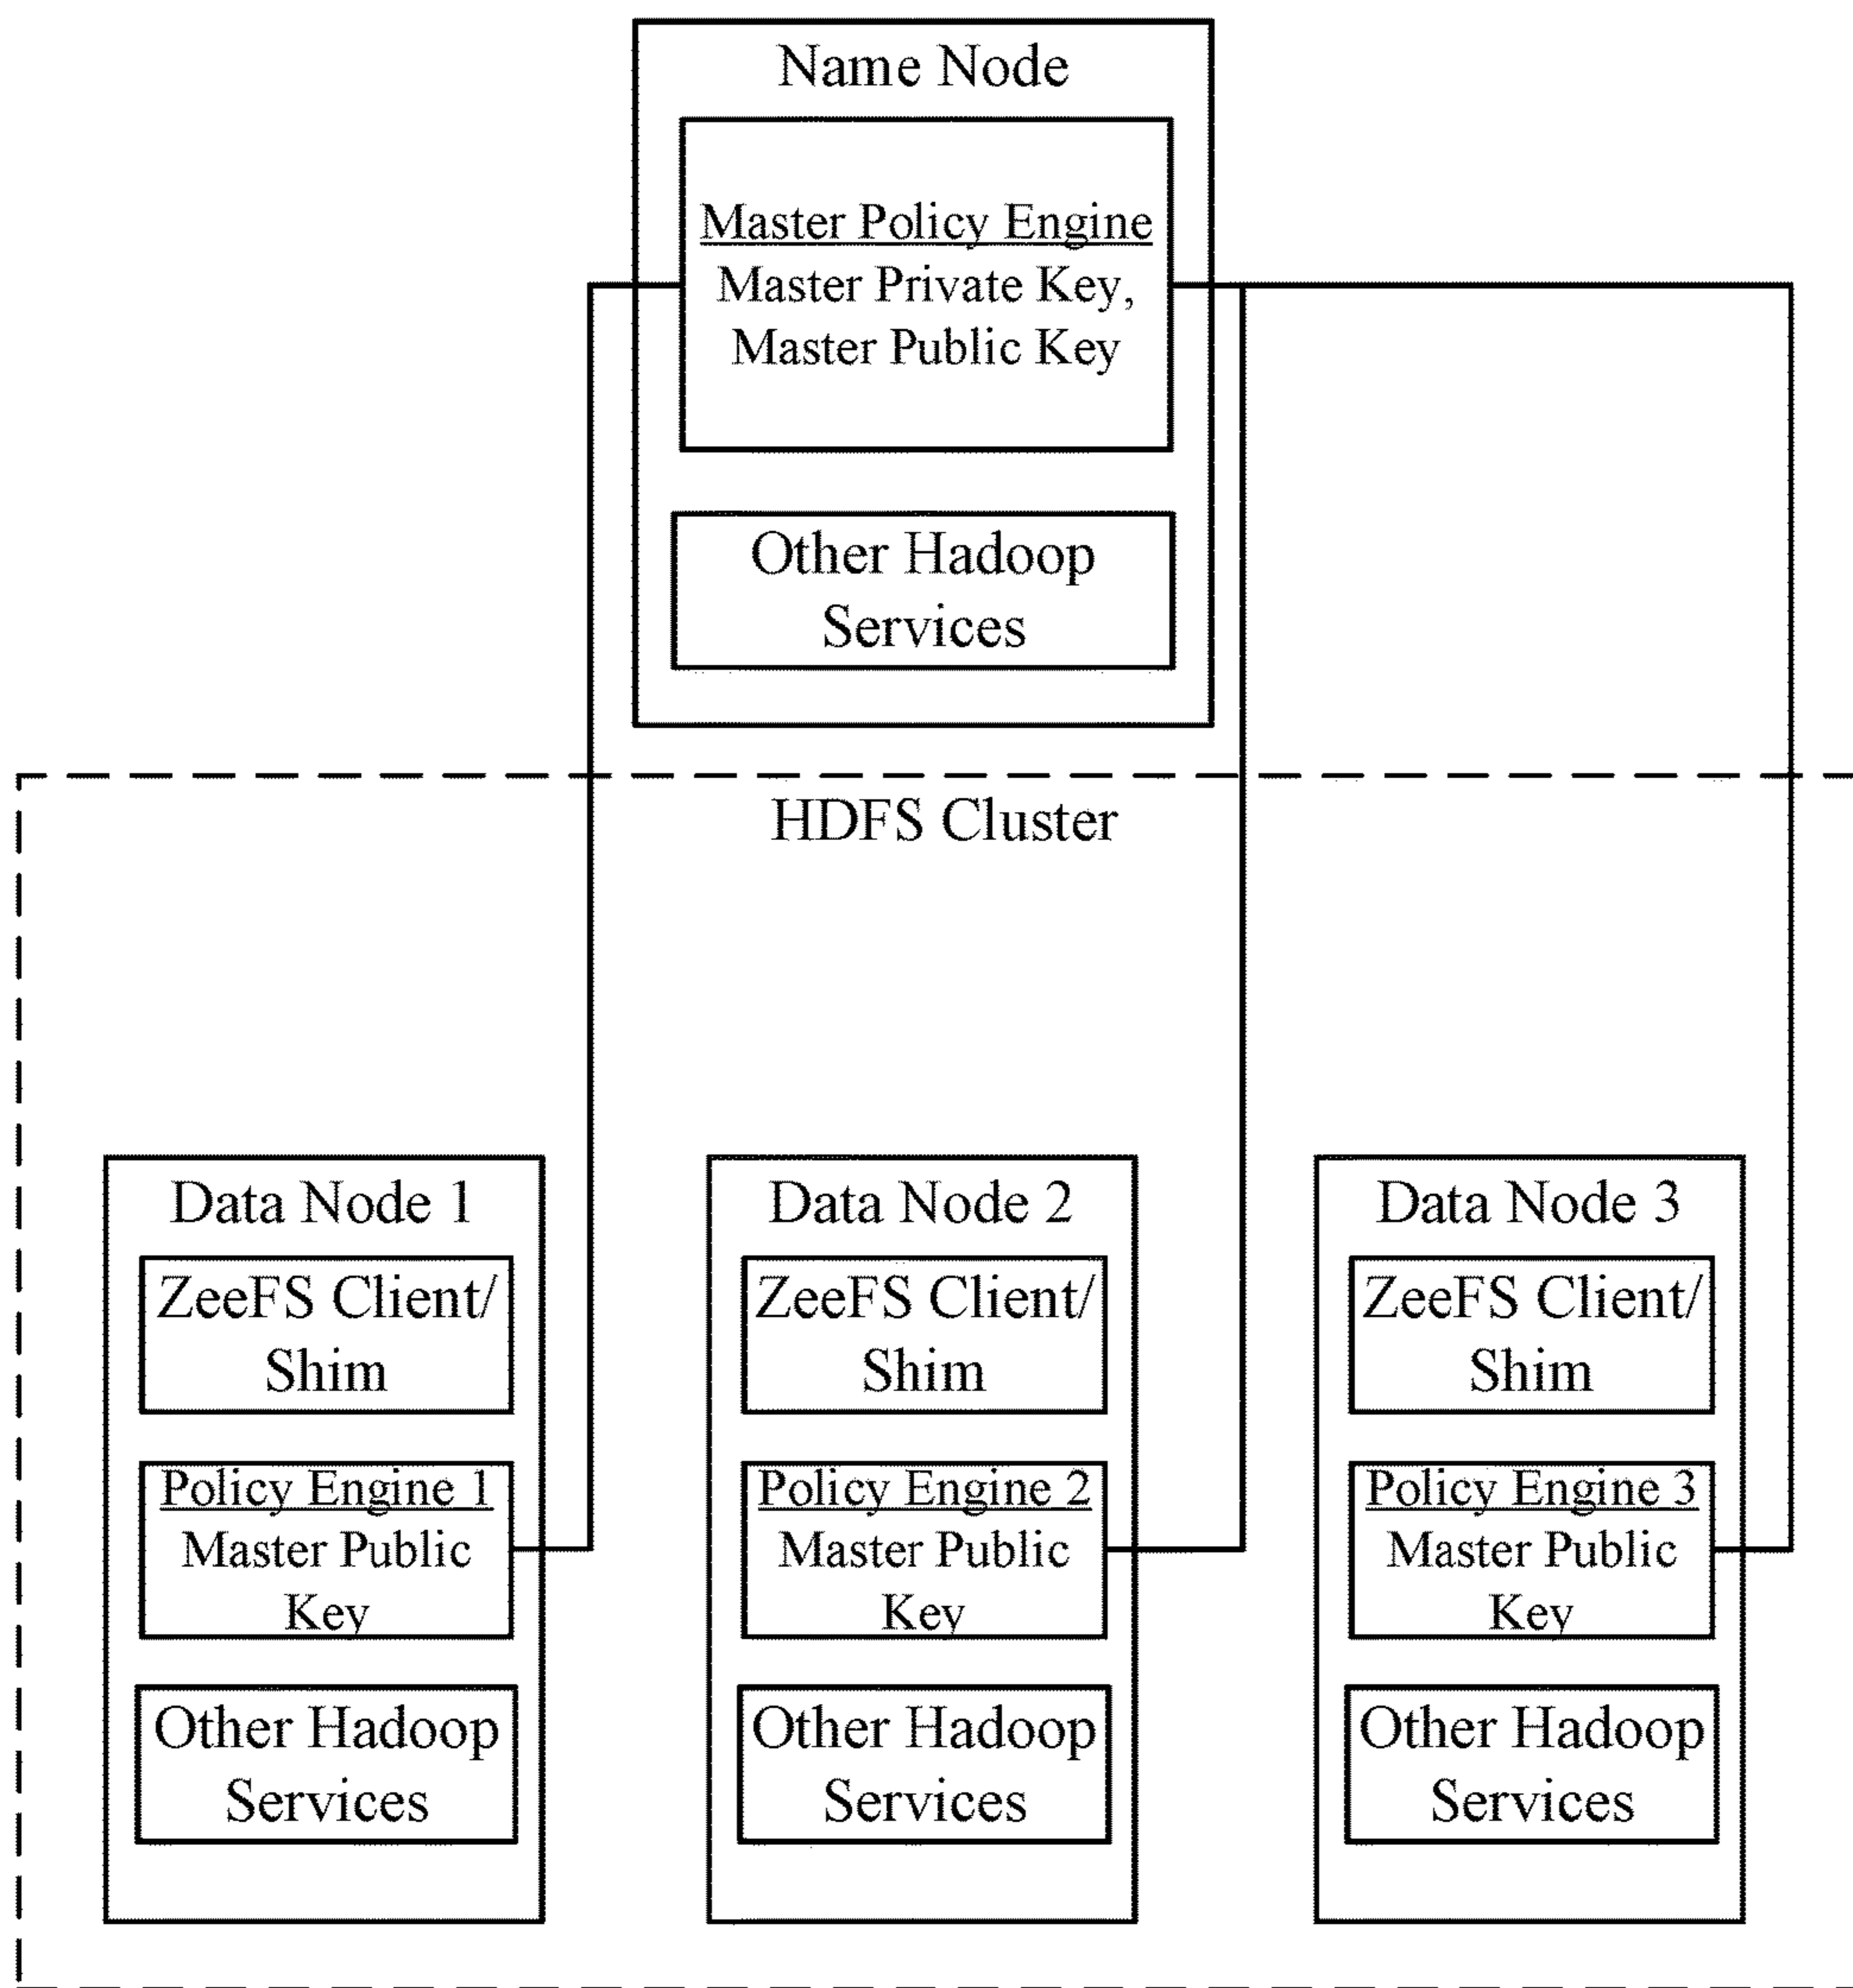 Name Node
Master Policy Engine
Master Private Key,
Master Public Key
Other Hadoop
Services
HDFS Cluster
Data Node 1
ZeeFS Client/
Shim
Policy Engine 1
Master Public
Key
Other Hadoop
Services
Data Node 2
ZeeFS Client/
Shim
Policy Engine 2
Master Public
Key
Other Hadoop
Services
Data Node 3
ZeeFS Client/
Shim
Policy Engine 3
Master Public
Key
Other Hadoop
Services